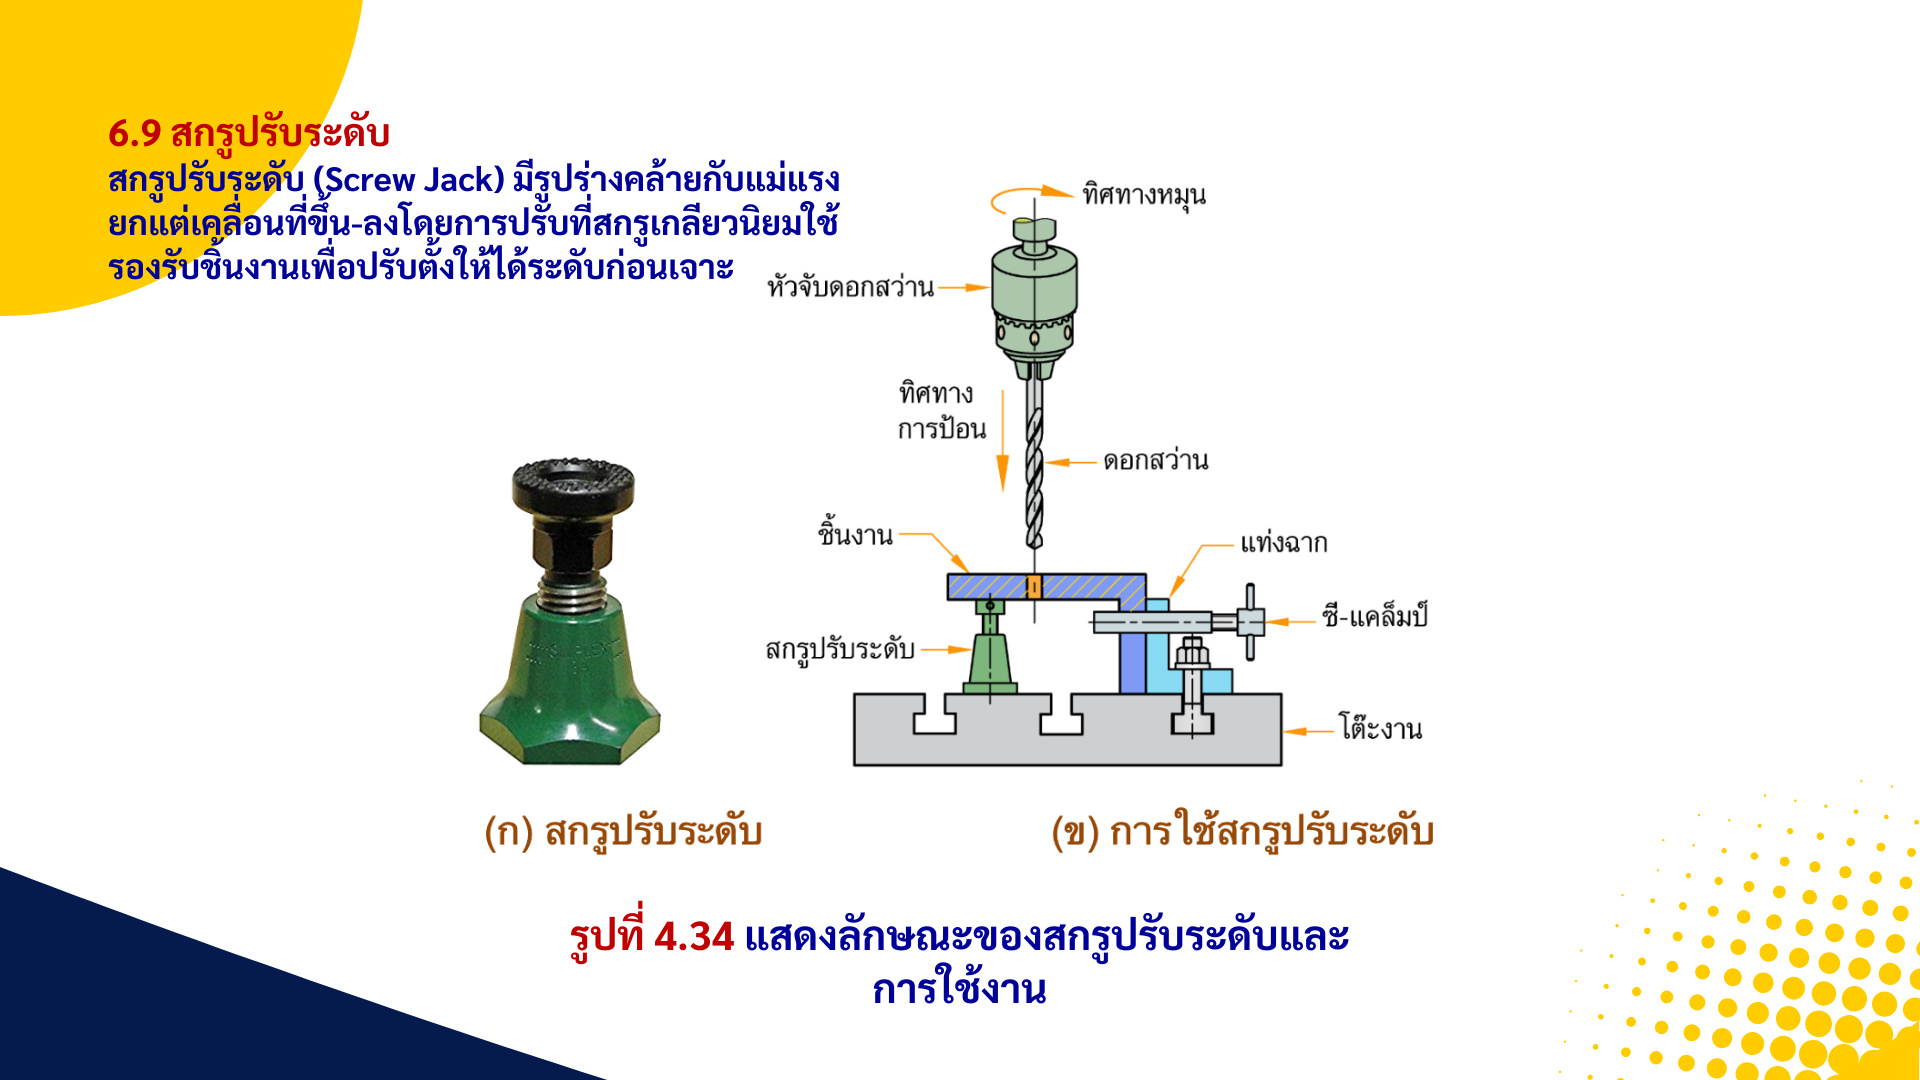 6.9 สกรูปรับระดับ
สกรูปรับระดับ (Screw Jack) มีรูปร่างคล้ายกับแม่แรง
ยกแต่เคลื่อนที่ขึ้น-ลงโดยการปรับที่สกรูเกลียวนิยมใช้
รองรับชิ้นงานเพื่อปรับตั้งให้ได้ระดับก่อนเจาะ
ทิศทางหมุน
หัวจับดอกสว่าน
ทิศทาง
การป้อน
ดอกสว่าน
ชิ้นงาน
แท่งฉาก
ซี-แคล็มป์
สกรูปรับระดับ
โต๊ะงาน
(ก) สกรูปรับระดับ
(ข) การใช้สกรูปรับระดับ
รูปที่ 4.34 แสดงลักษณะของสกรูปรับระดับและ
การใช้งาน